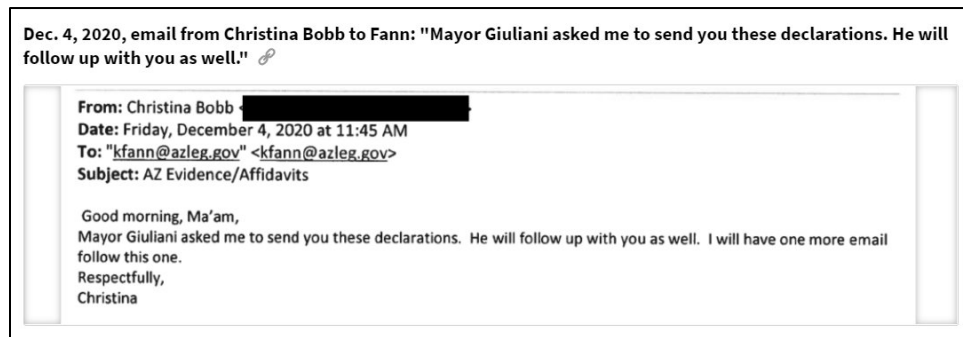 Dec. 4, 2020, email from Christina Bobb to Fann: "Mayor Giuliani asked me to send you these declarations. He will
follow up with you as well."
From: Christina Bobb <
Date: Friday, December 4, 2020 at 11:45 AM
To: "kfann@azleg.gov" <kfann@azleg.gov>
Subject: AZ Evidence/Affidavits
Good morning, Ma'am,
Mayor Giuliani asked me to send you these declarations. He will follow up with you as well. I will have one more email
follow this one.
Respectfully,
Christina